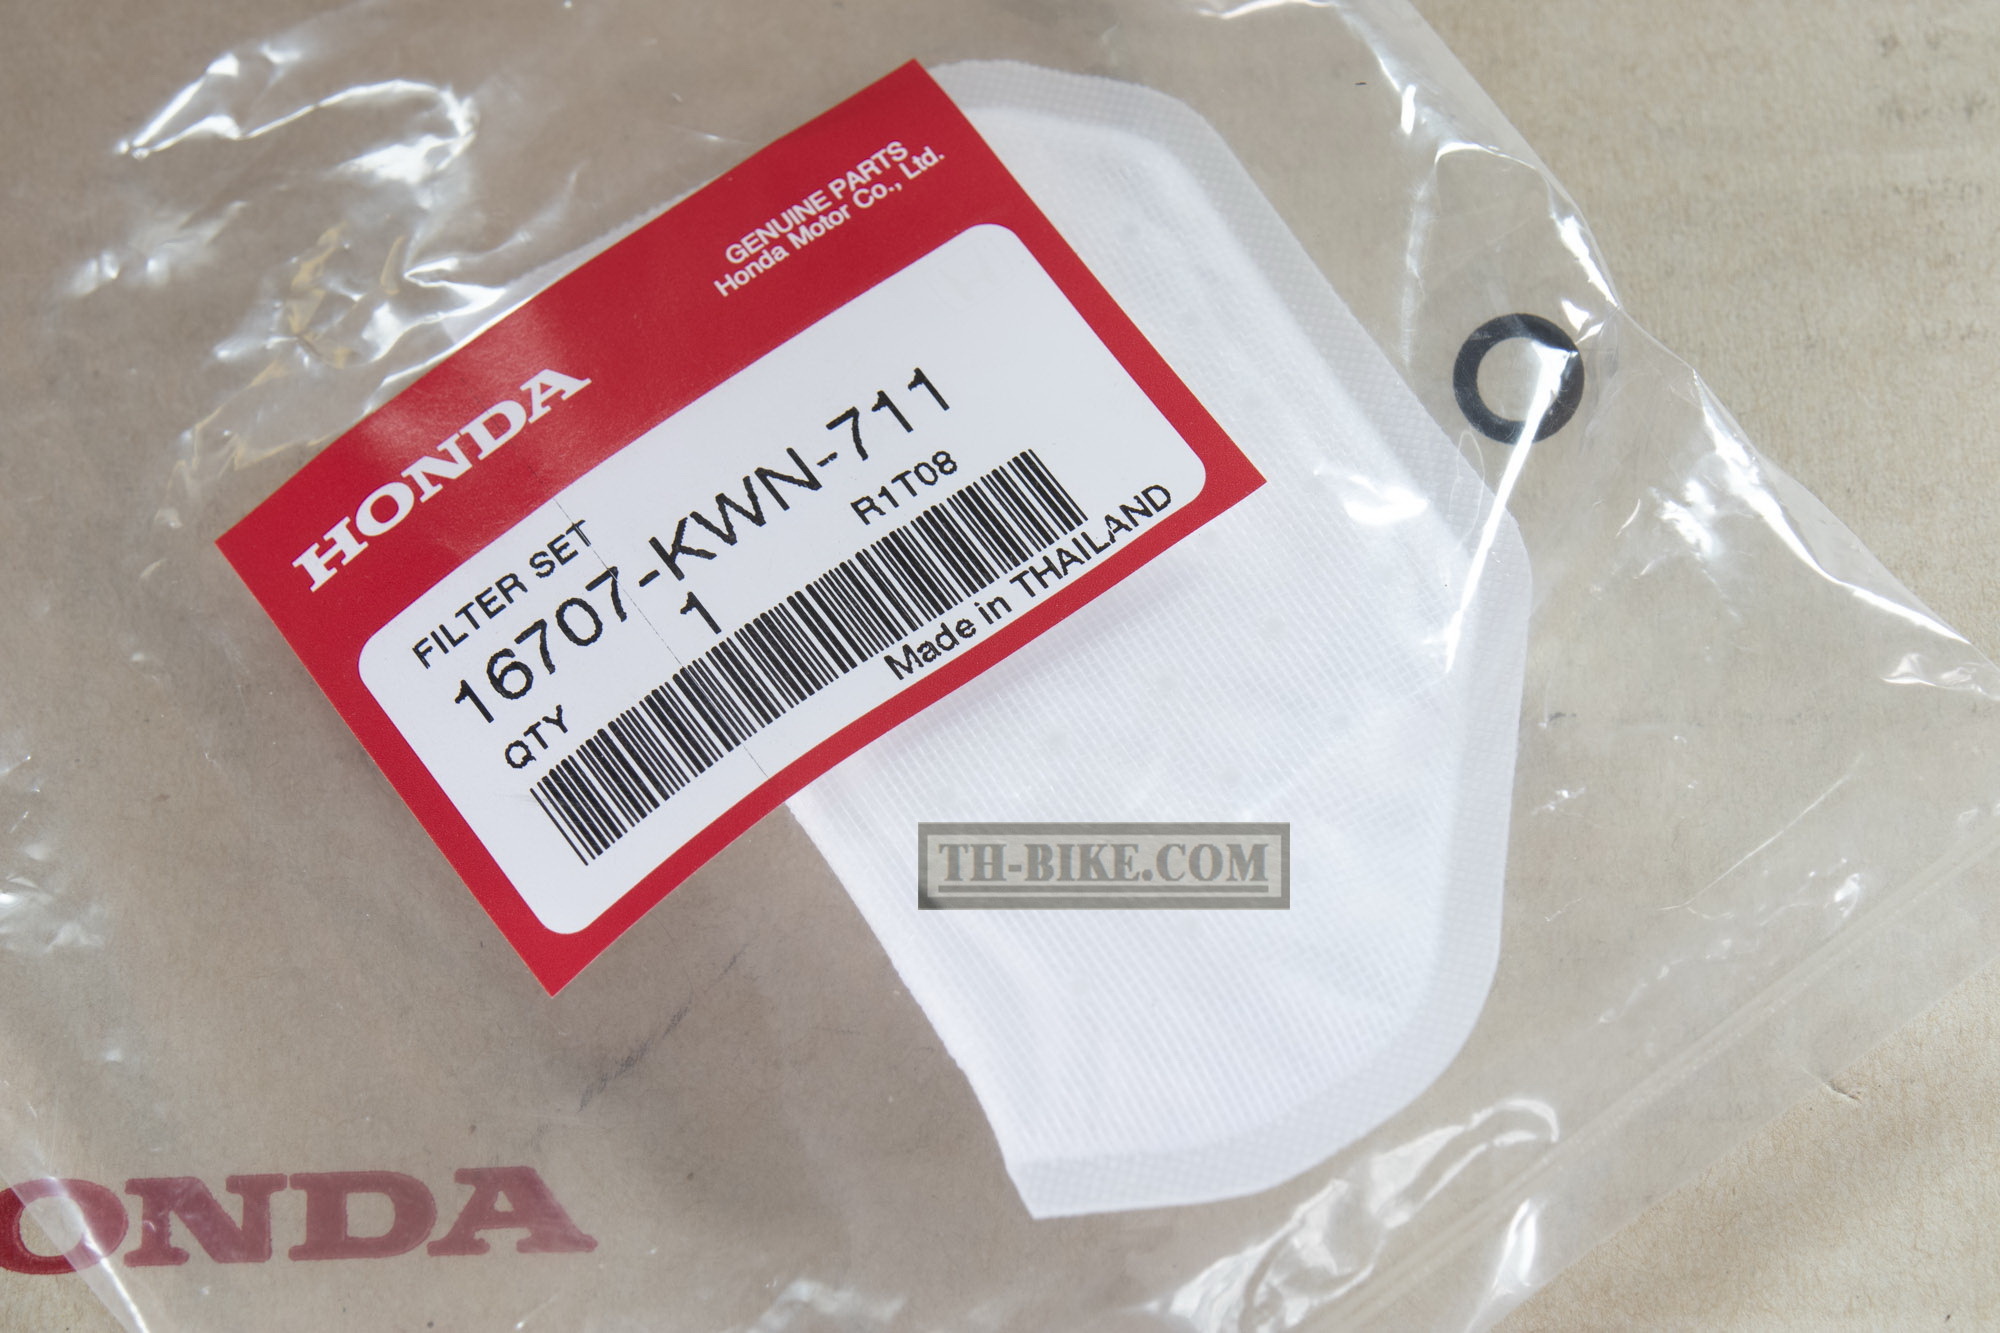 GENUINE PARTS
Honda Motor Co., Ltd.
HONDA
FILTER SET
16707-KWN-711
QTY 1 R1T08
Made in THAILAND
TH-BIKE.COM
ONDA